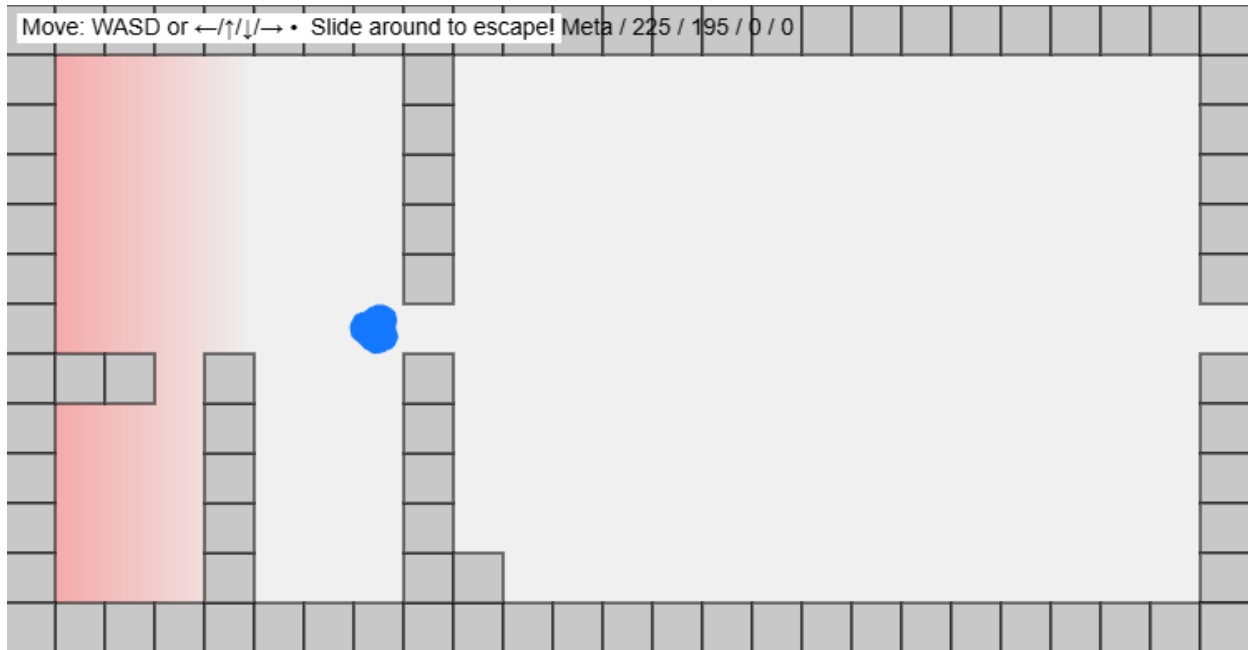 Move: WASD or ←/↑/↓/→ • Slide around to escape! Meta / 225 / 195 / 0 / 0